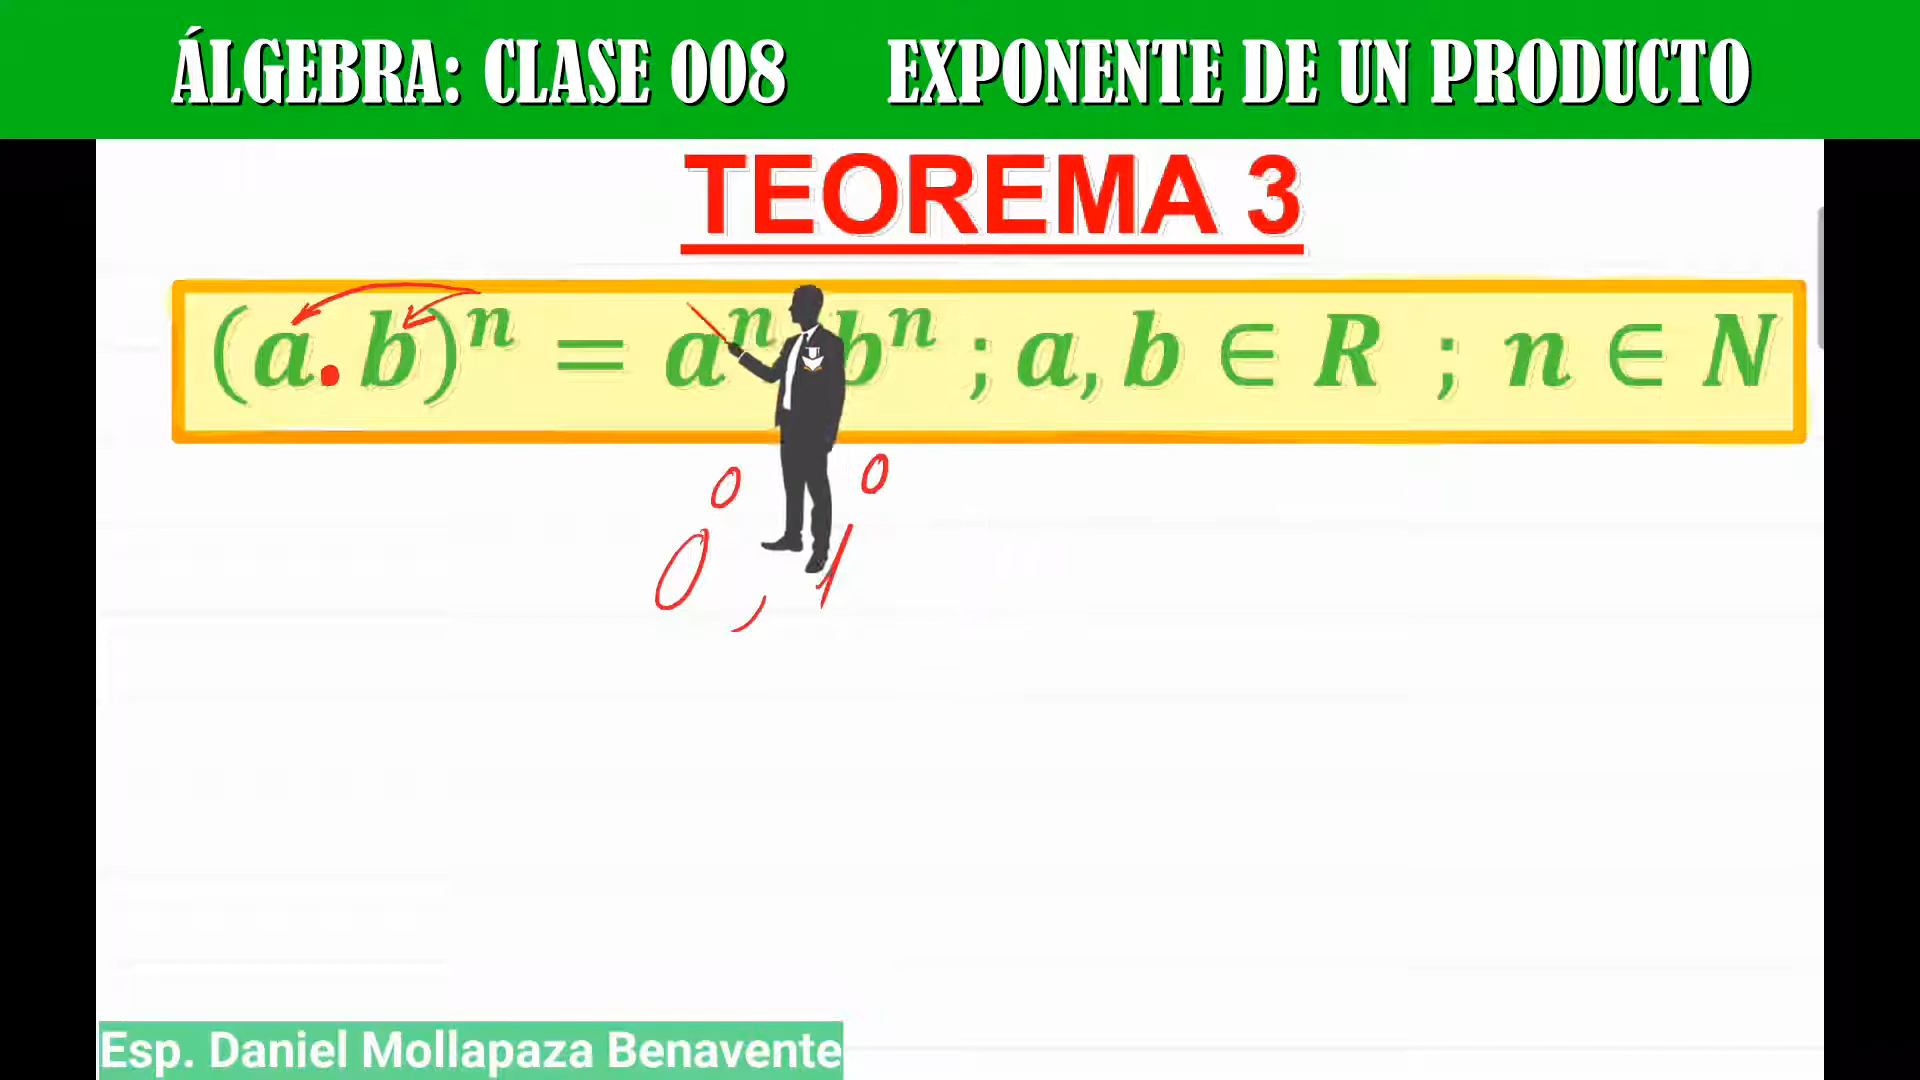 ÁLGEBRA: CLASE 008 EXPONENTE DE UN PRODUCTO
TEOREMA 3
(a.b)ⁿ = aⁿ bⁿ ; a, b ∈ R ; n ∈ N
0 0
0 , 1
Esp. Daniel Mollapaza Benavente